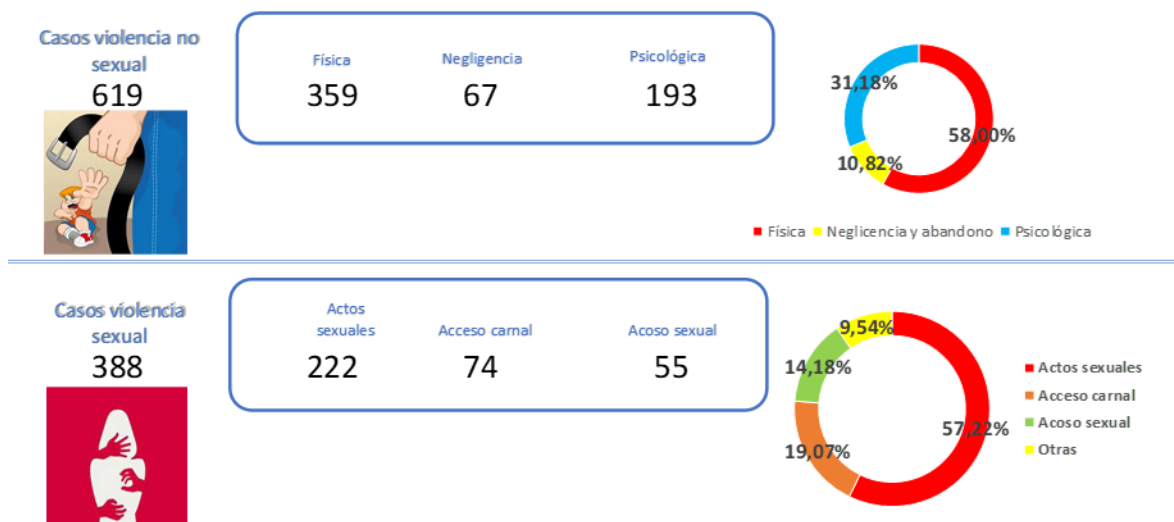 Casos violencia no
sexual
619
Física
Negligencia
Psicológica
359
67
193
31,18%
58,00%
10,82%
Física
Neglicencia y abandono
Psicológica
Casos violencia
sexual
388
Actos
sexuales
Acceso carnal
Acoso sexual
222
74
55
9,54%
14,18%
57,22%
19,07%
Actos sexuales
Acceso carnal
Acoso sexual
Otras